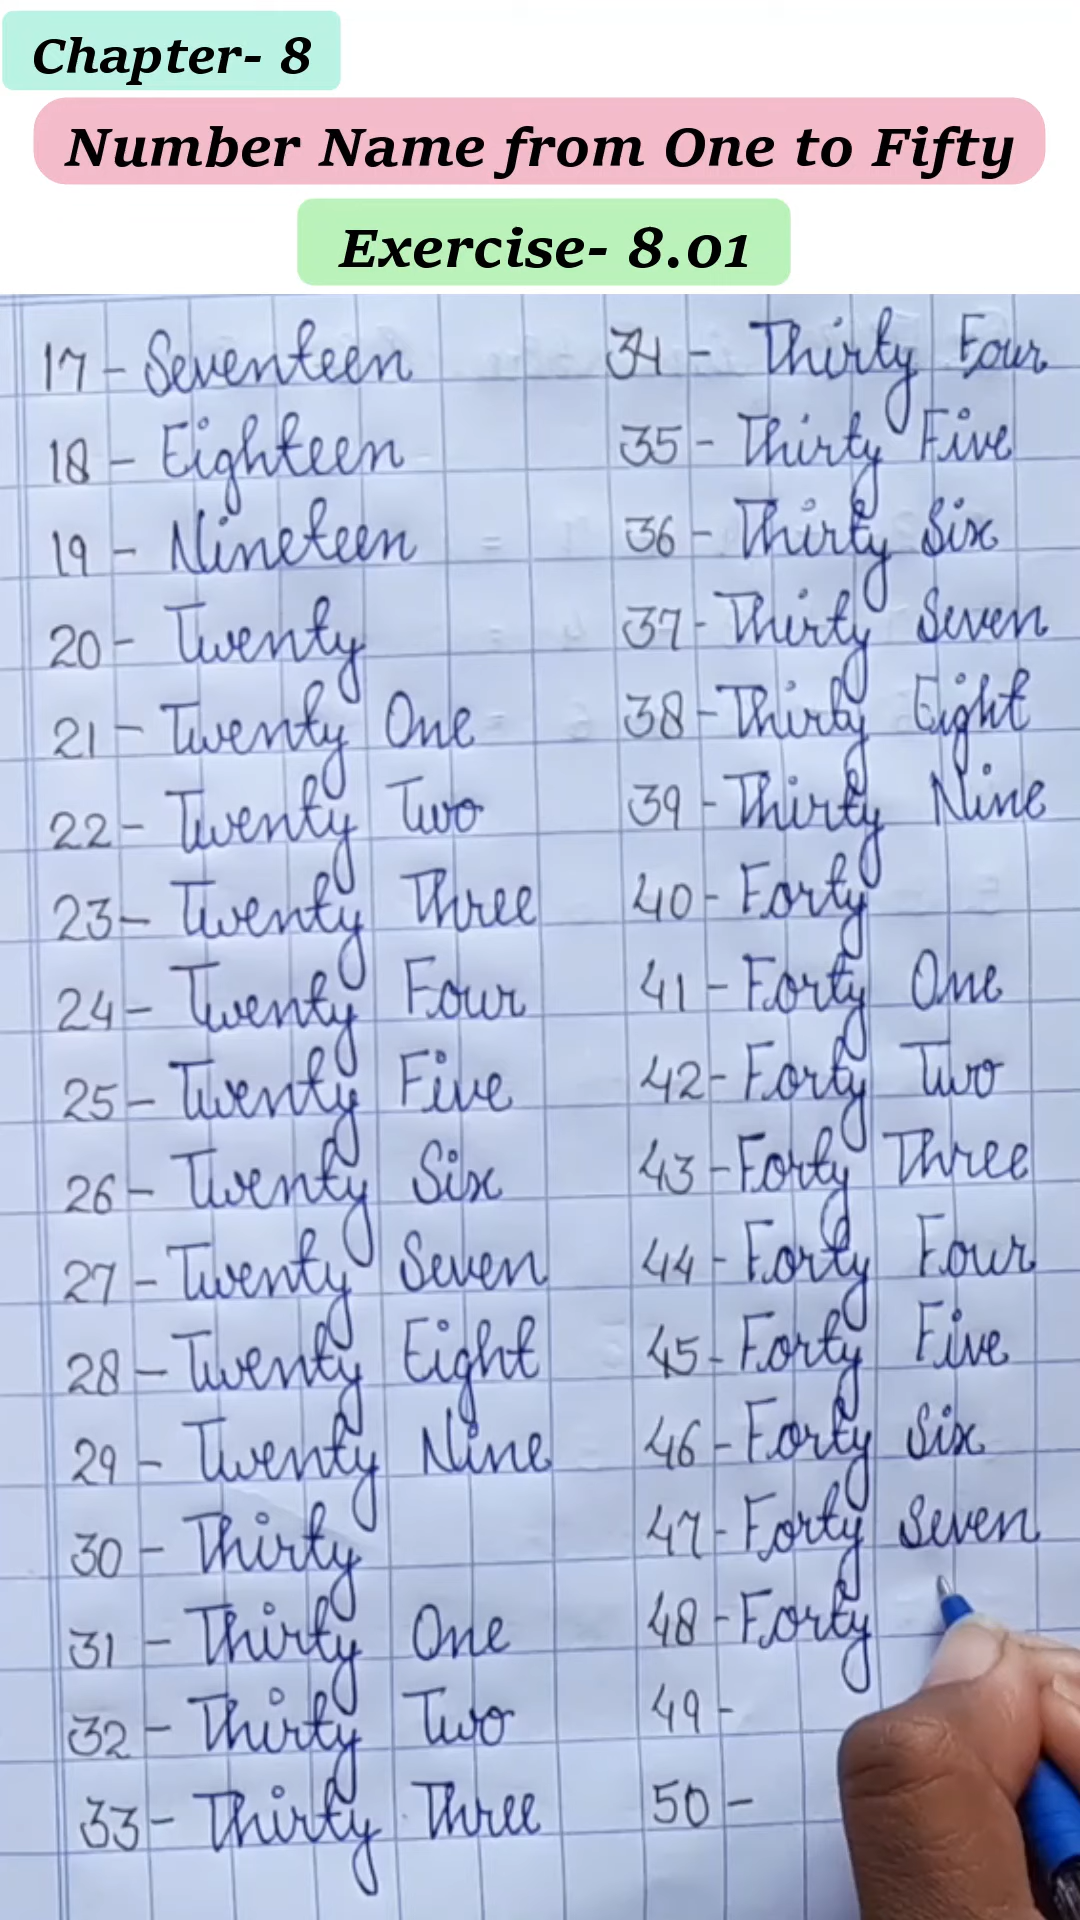 Chapter- 8
Number Name from One to Fifty
Exercise- 8.01
17 - Seventeen
18 - Eighteen
19 - Nineteen
20 - Twenty
21 - Twenty One
22 - Twenty Two
23 - Twenty Three
24 - Twenty Four
25 - Twenty Five
26 - Twenty Six
27 - Twenty Seven
28 - Twenty Eight
29 - Twenty Nine
30 - Thirty
31 - Thirty One
32 - Thirty Two
33 - Thirty Three
34 - Thirty Four
35 - Thirty Five
36 - Thirty Six
37 - Thirty Seven
38 - Thirty Eight
39 - Thirty Nine
40 - Forty
41 - Forty One
42 - Forty Two
43 - Forty Three
44 - Forty Four
45 - Forty Five
46 - Forty Six
47 - Forty Seven
48 - Forty
49 -
50 -